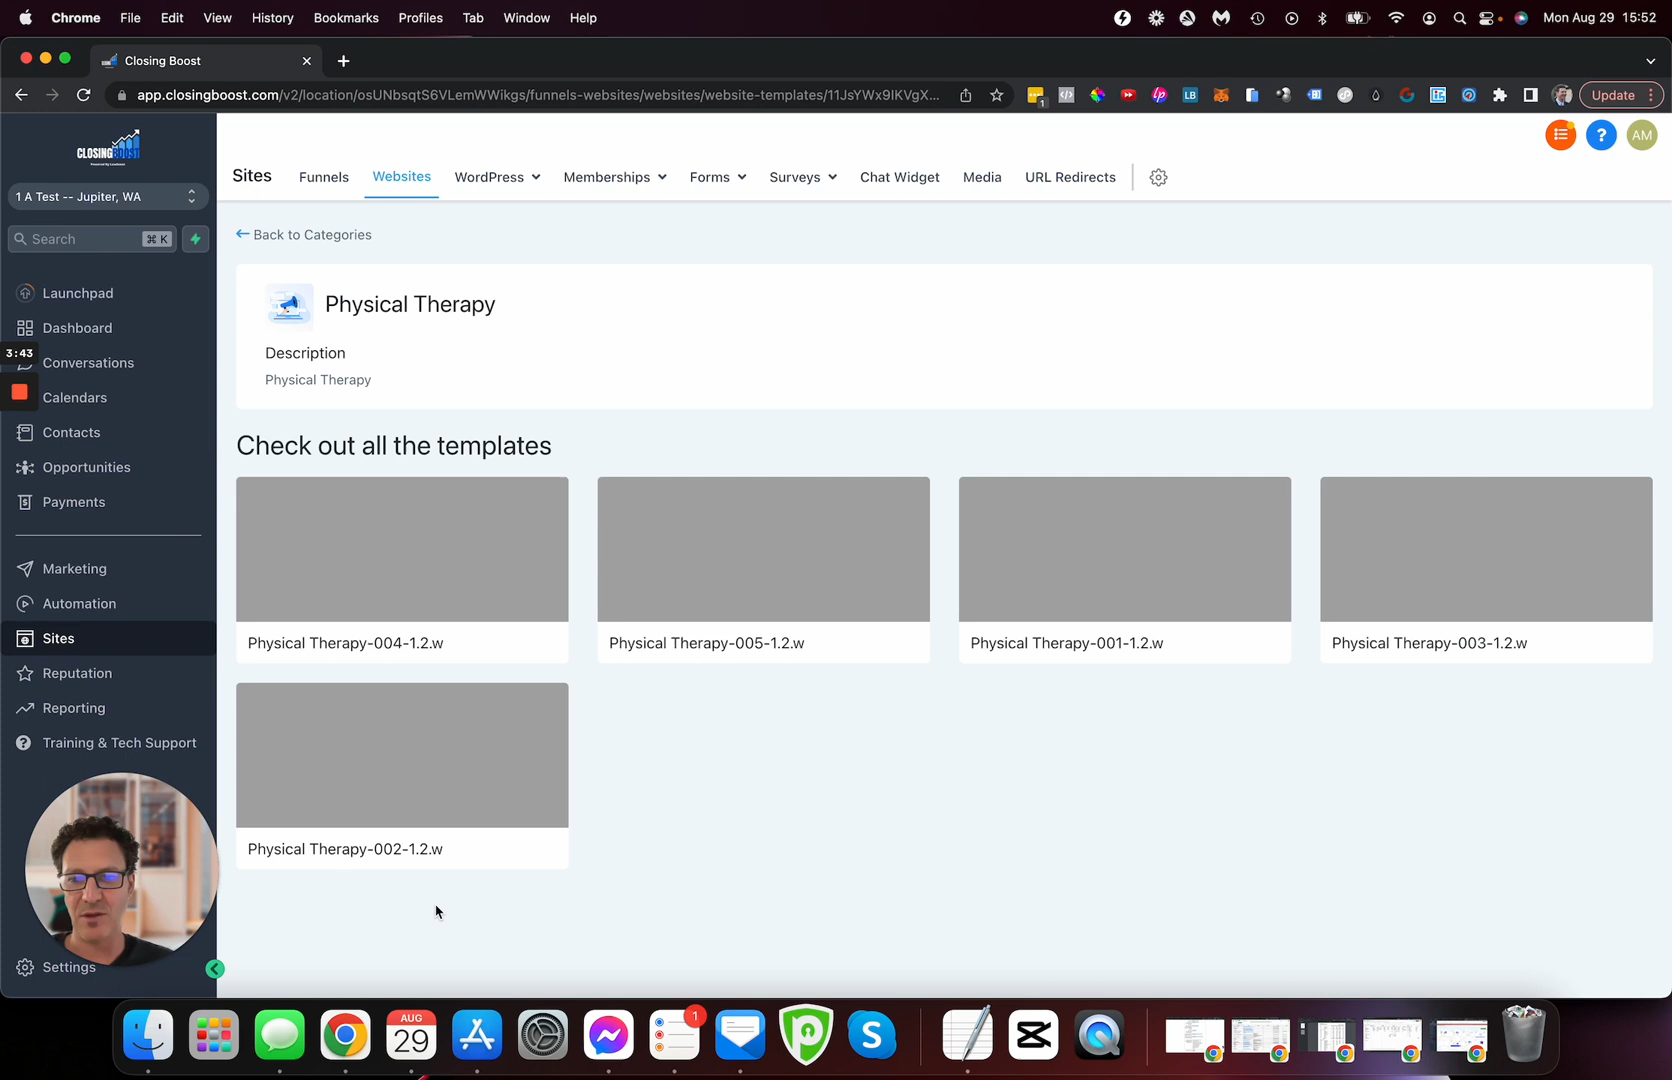 Chrome File Edit View History Bookmarks Profiles Tab Window Help Mon Aug 29 15:52
Closing Boost
app.closingboost.com/v2/location/osUNbsqtS6VLemWWikgs/funnels-websites/websites/website-templates/11JsYWx9IKVgX... 1 LB Update
CLOSINGBOOST
? AM
Sites Funnels Websites WordPress Memberships Forms Surveys Chat Widget Media URL Redirects
1 A Test -- Jupiter, WA
Search ⌘ K
Back to Categories
Launchpad
Dashboard
3:43
Conversations
Calendars
Contacts
Opportunities
Payments
Marketing
Automation
Sites
Reputation
Reporting
Training & Tech Support
Settings
Physical Therapy
Description
Physical Therapy
Check out all the templates
Physical Therapy-004-1.2.w
Physical Therapy-005-1.2.w
Physical Therapy-001-1.2.w
Physical Therapy-003-1.2.w
Physical Therapy-002-1.2.w
AUG
29
1